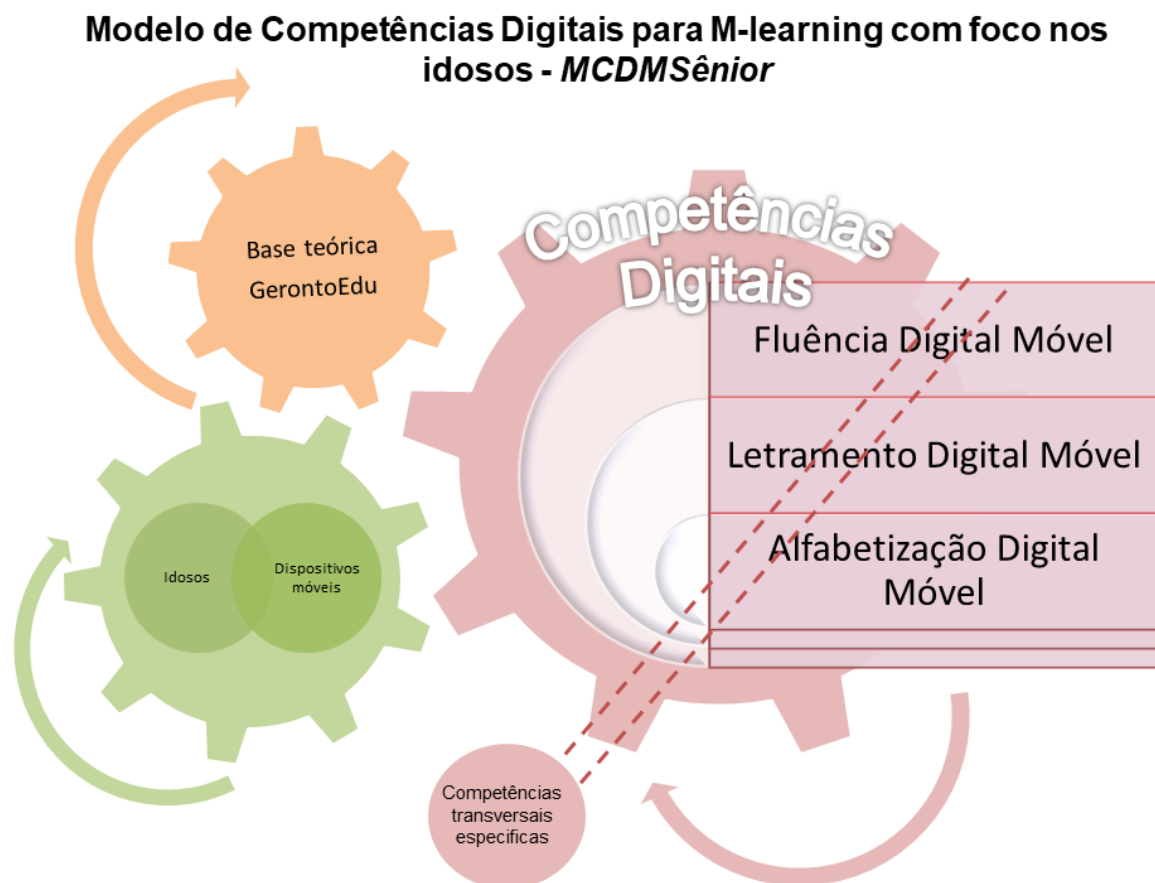 Modelo de Competências Digitais para M-learning com foco nos
idosos - MCDMSênior
Base teórica
GerontoEdu
Competências
Digitais
Fluência Digital Móvel
Letramento Digital Móvel
Alfabetização Digital
Móvel
Idosos
Dispositivos
móveis
Competências
transversais
especificas